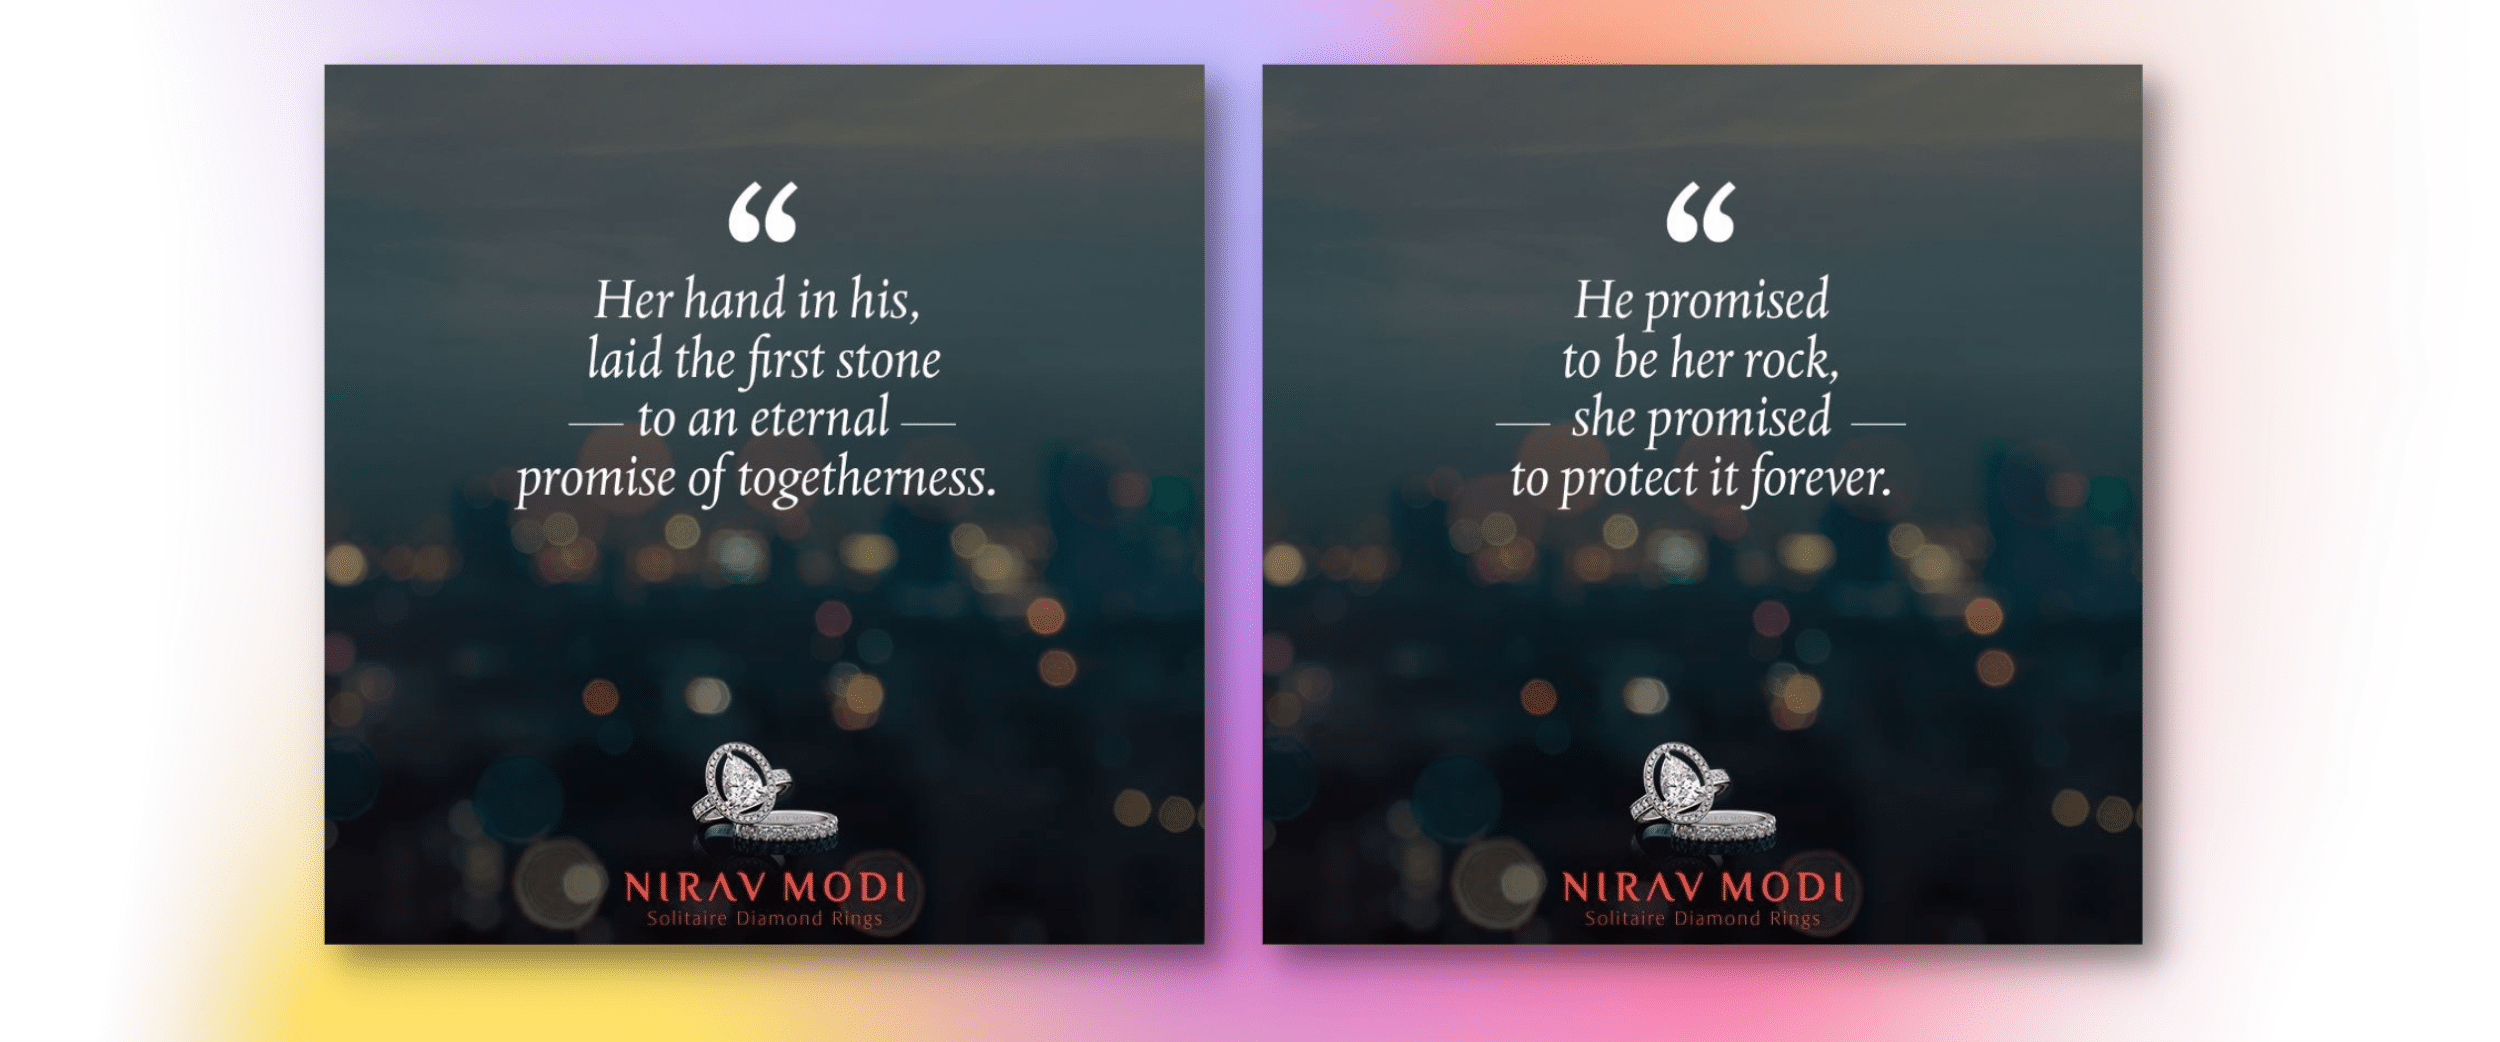 “
Her hand in his,
laid the first stone
— to an eternal —
promise of togetherness.
NIRAV MODI
Solitaire Diamond Rings
“
He promised
to be her rock,
— she promised —
to protect it forever.
NIRAV MODI
Solitaire Diamond Rings